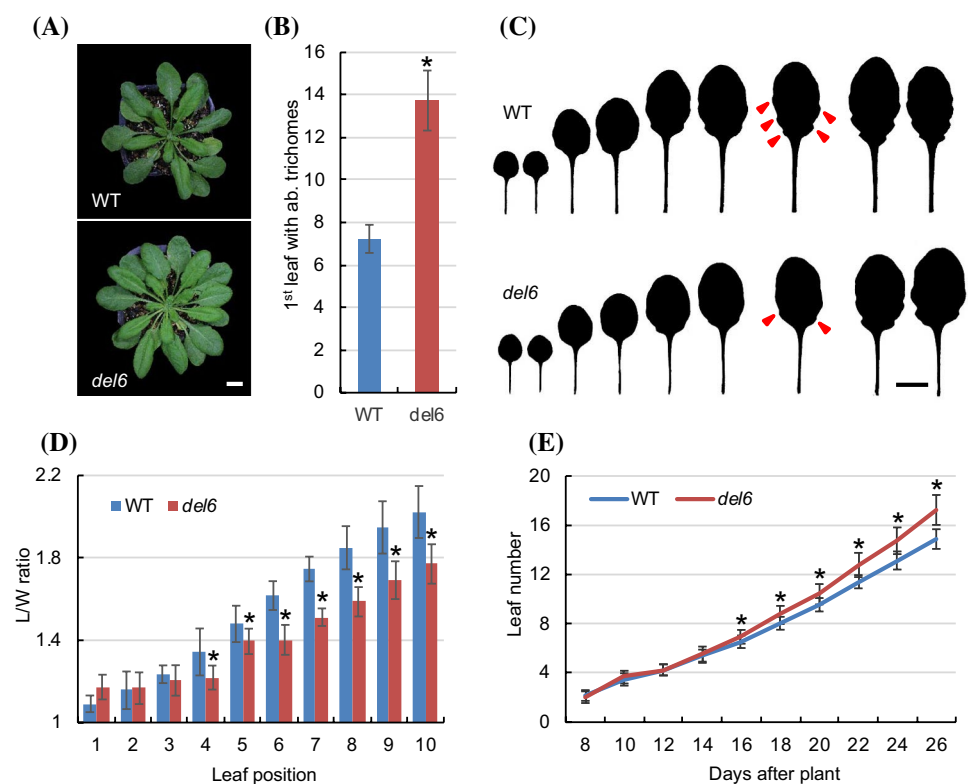 (A)
WT
del6
(B)
1st leaf with ab. trichomes
16
14
12
10
8
6
4
2
0
*
WT del6
(C)
WT
del6
(D)
L/W ratio
2.2
1.8
1.4
1
WT del6
* * * * * * *
1 2 3 4 5 6 7 8 9 10
Leaf position
(E)
Leaf number
20
16
12
8
4
0
WT del6
* * * * * *
8 10 12 14 16 18 20 22 24 26
Days after plant